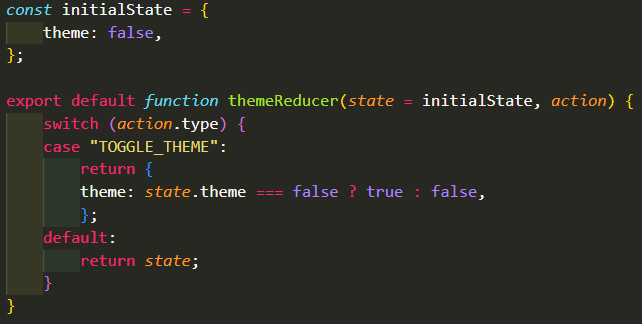 const initialState = {
    theme: false,
};

export default function themeReducer(state = initialState, action) {
    switch (action.type) {
    case "TOGGLE_THEME":
        return {
        theme: state.theme === false ? true : false,
        };
    default:
        return state;
    }
}